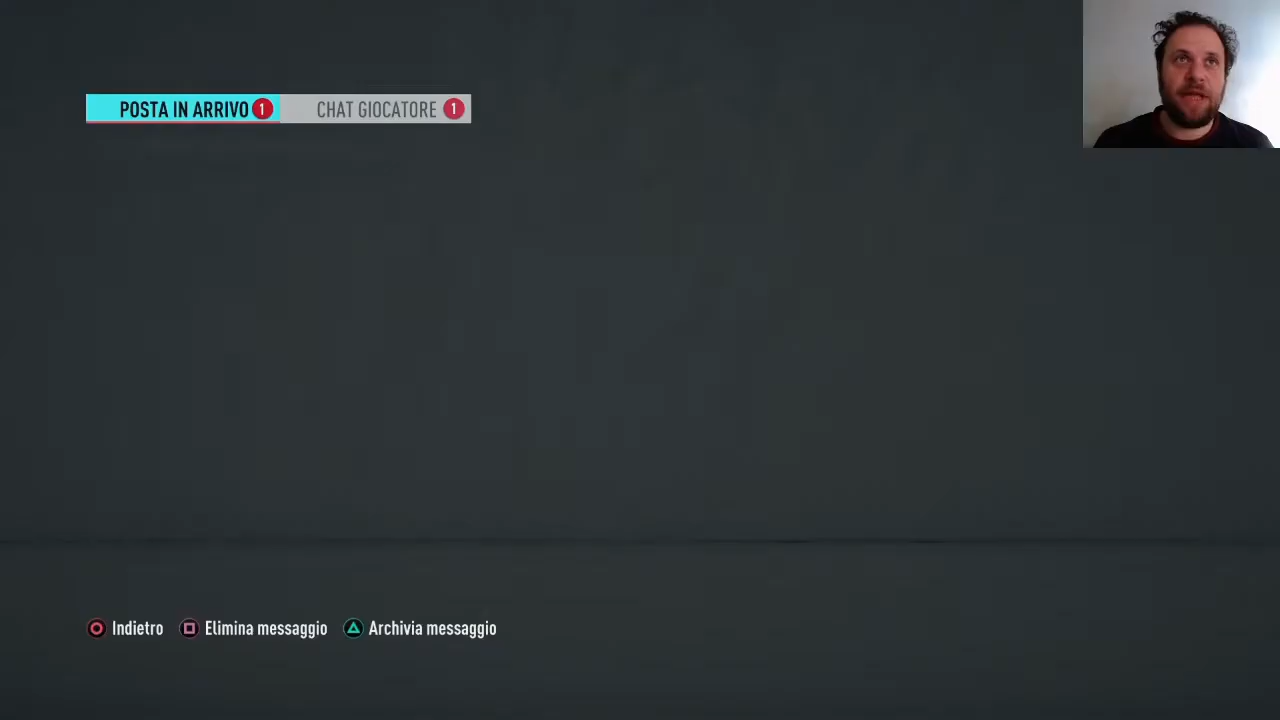 POSTA IN ARRIVO 1 CHAT GIOCATORE 1
Indietro Elimina messaggio Archivia messaggio